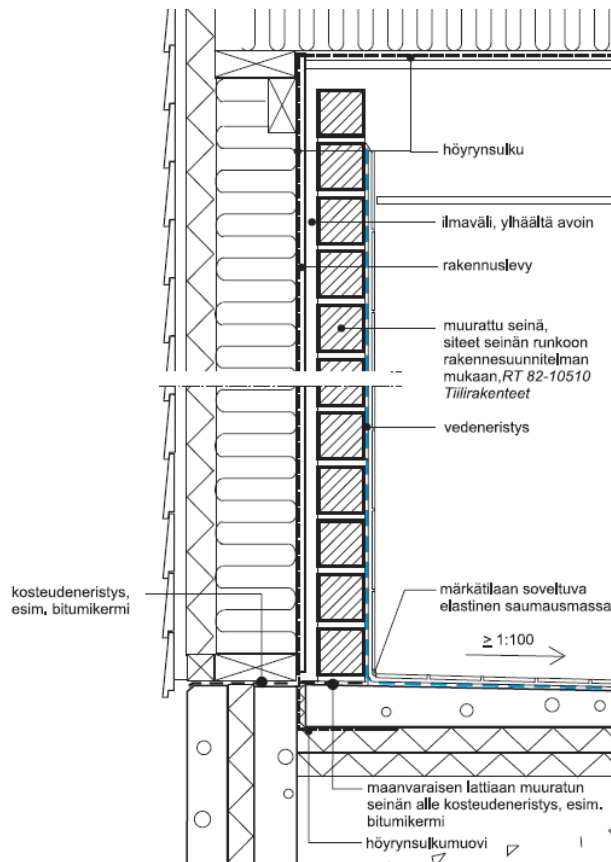 höyrynsulku
ilmaväli, ylhäältä avoin
rakennuslevy
muurattu seinä,
siteet seinän runkoon
rakennesuunnitelman
mukaan,RT 82-10510
Tiilirakenteet
vedeneristys
kosteudeneristys,
esim. bitumikermi
märkätilaan soveltuva
elastinen saumausmassa
≥ 1:100
maanvaraisen lattiaan muuratun
seinän alle kosteudeneristys, esim.
bitumikermi
höyrynsulkumuovi